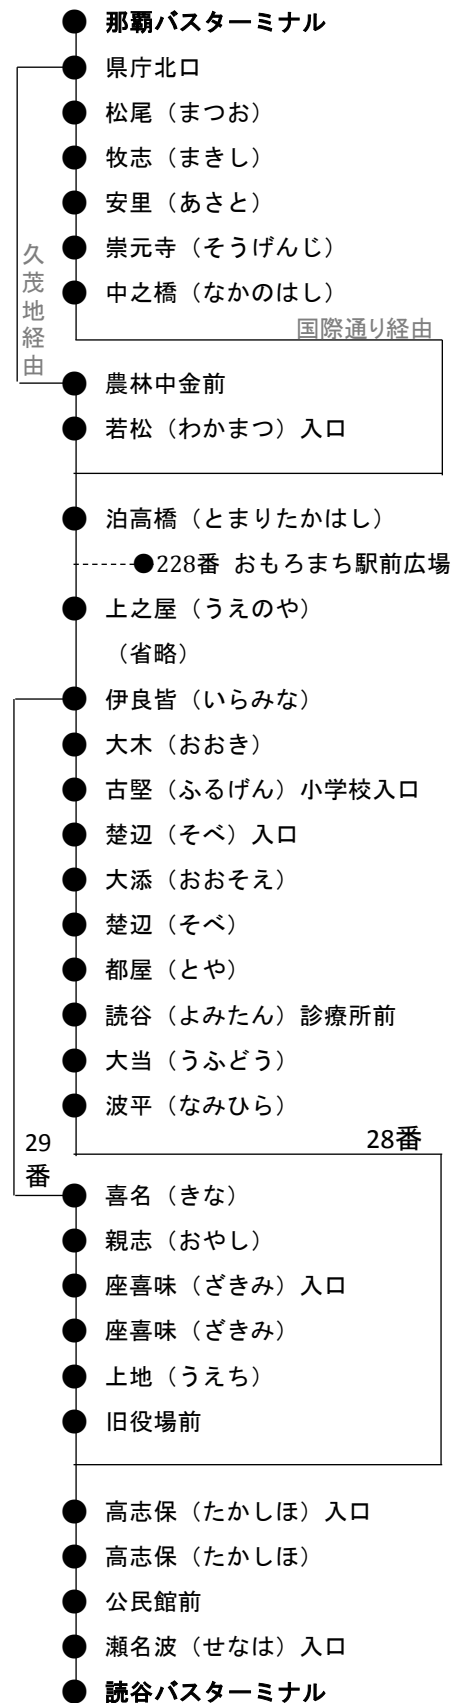 那覇バスターミナル
県庁北口
松尾（まつお）
牧志（まきし）
安里（あさと）
崇元寺（そうげんじ）
中之橋（なかのはし）
久茂地経由
国際通り経由
農林中金前
若松（わかまつ）入口
泊高橋（とまりたかはし）
228番 おもろまち駅前広場
上之屋（うえのや）
（省略）
伊良皆（いらみな）
大木（おおき）
古堅（ふるげん）小学校入口
楚辺（そべ）入口
大添（おおそえ）
楚辺（そべ）
都屋（とや）
読谷（よみたん）診療所前
大当（うふどう）
波平（なみひら）
29
番
28番
喜名（きな）
親志（おやし）
座喜味（ざきみ）入口
座喜味（ざきみ）
上地（うえち）
旧役場前
高志保（たかしほ）入口
高志保（たかしほ）
公民館前
瀬名波（せなは）入口
読谷バスターミナル